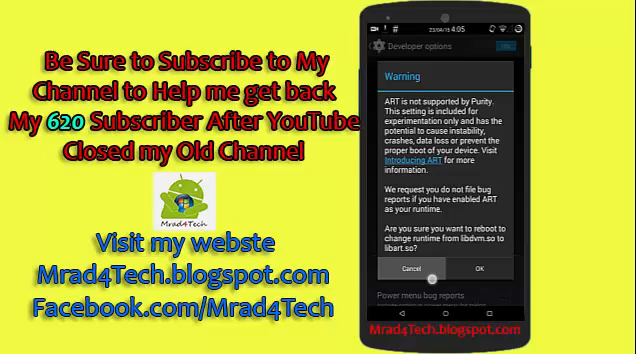 Be Sure to Subscribe to My
Channel to Help me get back
My 620 Subscriber After YouTube
Closed my Old Channel
Mrad4Tech
Visit my webste
Mrad4Tech.blogspot.com
Facebook.com/Mrad4Tech
4:05
Developer options
Warning
ART is not supported by Purity.
This setting is included for
experimentation only and has the
potential to cause instability,
crashes, data loss or prevent the
proper boot of your device. Visit
Introducing ART for more
information.
We request you do not file bug
reports if you have enabled ART
as your runtime.
Are you sure you want to reboot to
change runtime from libdvm.so to
libart.so?
Cancel OK
Power menu bug reports
Mrad4Tech.blogspot.com